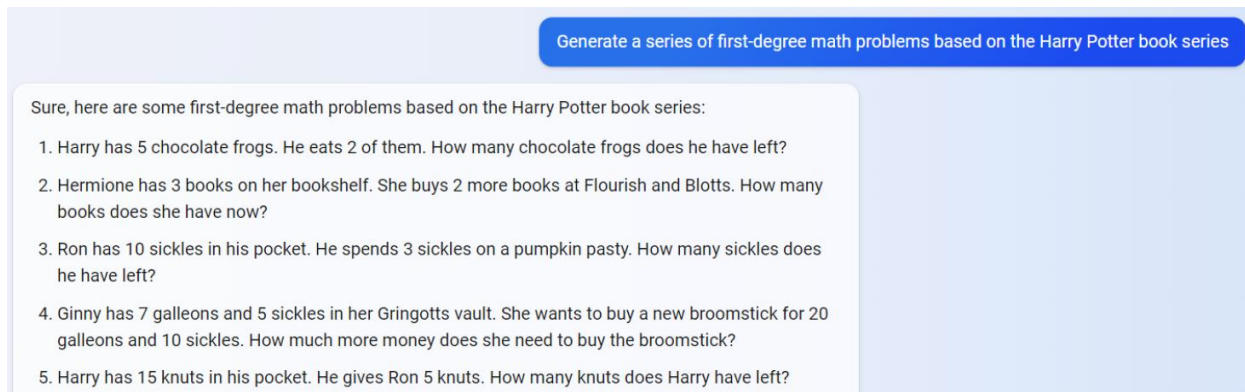 Generate a series of first-degree math problems based on the Harry Potter book series
Sure, here are some first-degree math problems based on the Harry Potter book series:
1. Harry has 5 chocolate frogs. He eats 2 of them. How many chocolate frogs does he have left?
2. Hermione has 3 books on her bookshelf. She buys 2 more books at Flourish and Blotts. How many
books does she have now?
3. Ron has 10 sickles in his pocket. He spends 3 sickles on a pumpkin pasty. How many sickles does
he have left?
4. Ginny has 7 galleons and 5 sickles in her Gringotts vault. She wants to buy a new broomstick for 20
galleons and 10 sickles. How much more money does she need to buy the broomstick?
5. Harry has 15 knuts in his pocket. He gives Ron 5 knuts. How many knuts does Harry have left?